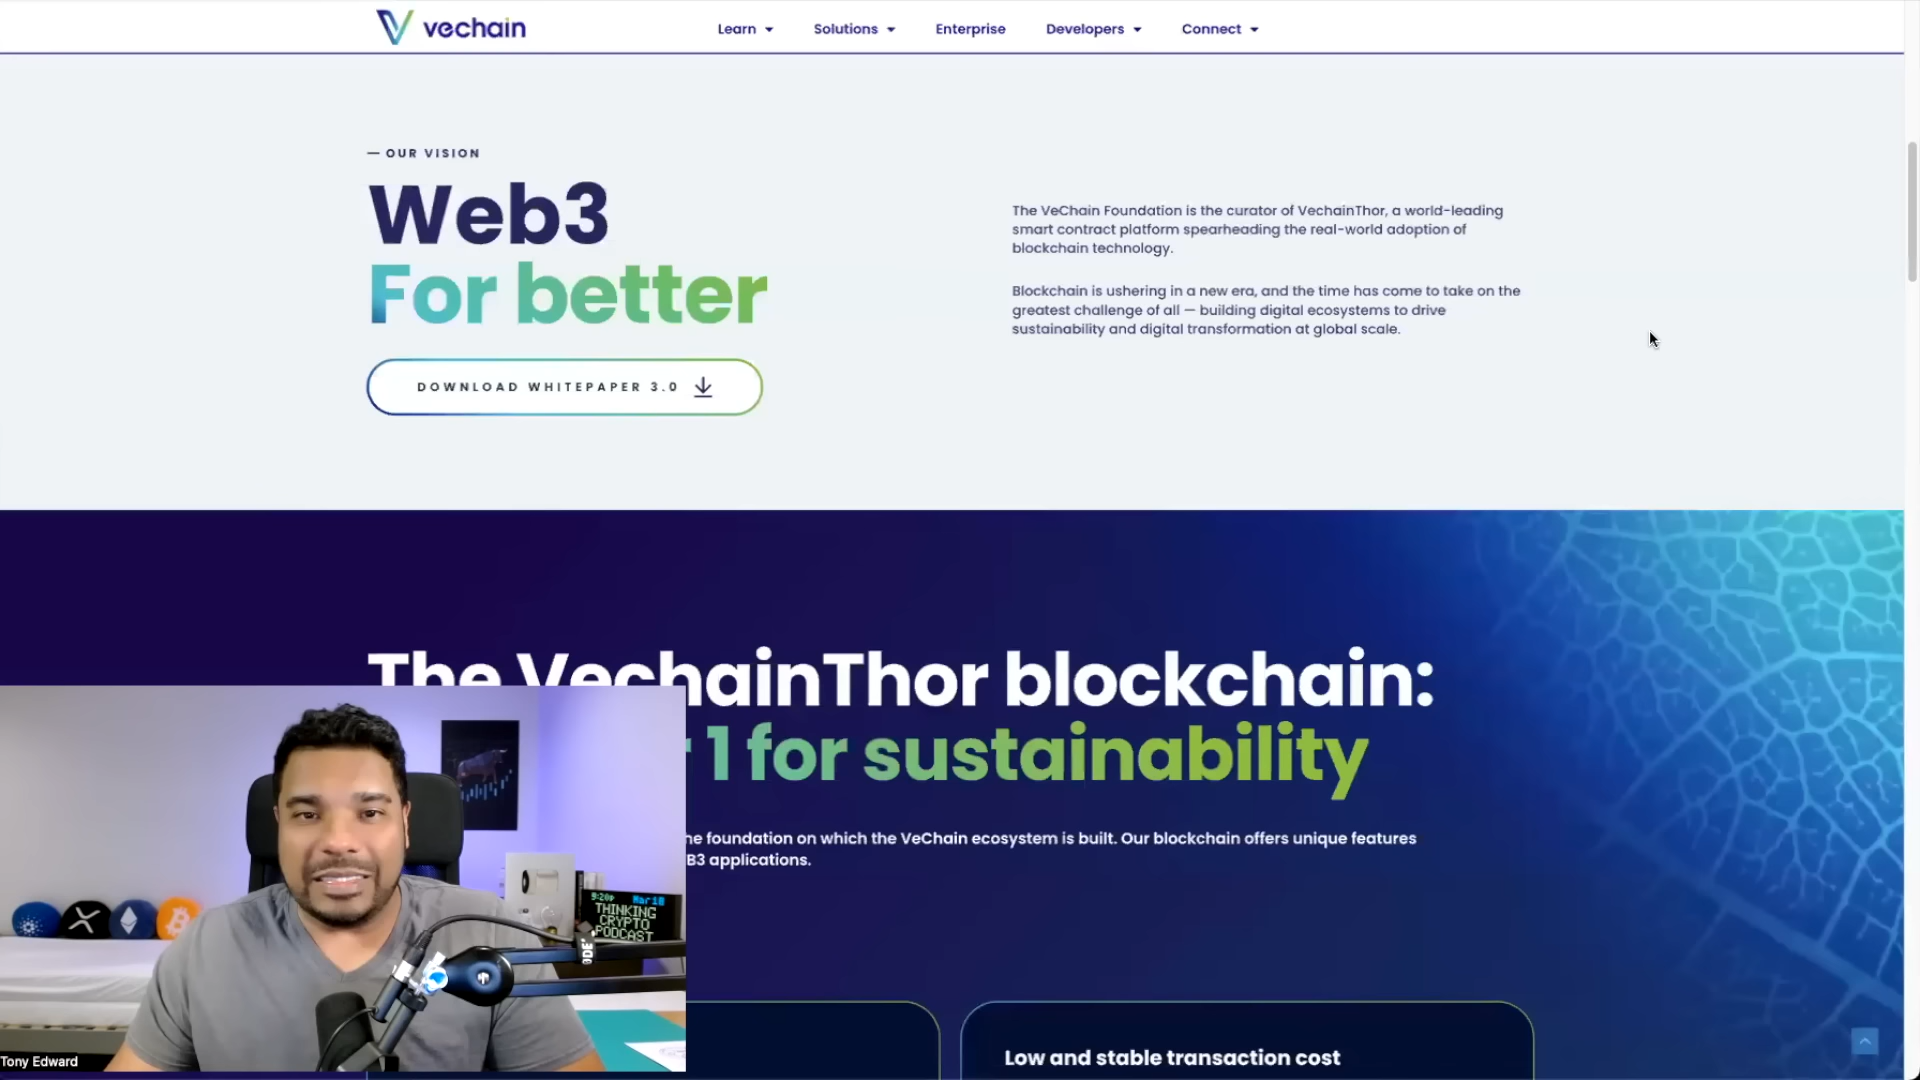 vechain
Learn
Solutions
Enterprise
Developers
Connect
— OUR VISION
Web3
For better
DOWNLOAD WHITEPAPER 3.0
The VeChain Foundation is the curator of VechainThor, a world-leading
smart contract platform spearheading the real-world adoption of
blockchain technology.
Blockchain is ushering in a new era, and the time has come to take on the
greatest challenge of all — building digital ecosystems to drive
sustainability and digital transformation at global scale.
The VechainThor blockchain:
1 for sustainability
foundation on which the VeChain ecosystem is built. Our blockchain offers unique features
applications.
Low and stable transaction cost
9:20P Mar 10
THINKING
CRYPTO
PODCAST
Tony Edward